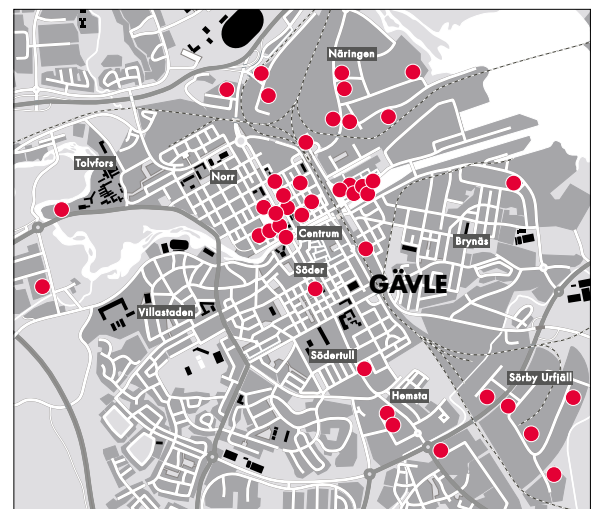 Näringen
Tolvfors
Norr
Centrum
Brynäs
Söder
GÄVLE
Villastaden
Södertull
Sörby Urfjäll
Hemsta